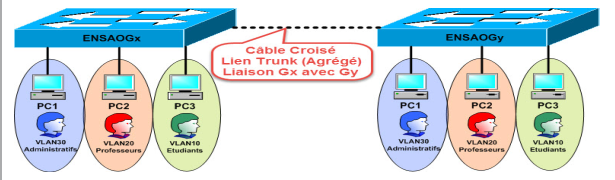 ENSAOGx
ENSAOGy
Câble Croisé
Lien Trunk (Agrégé)
Liaison Gx avec Gy
PC1
PC2
PC3
VLAN30
Administratifs
VLAN20
Professeurs
VLAN10
Etudiants
PC1
PC2
PC3
VLAN30
Administratifs
VLAN20
Professeurs
VLAN10
Etudiants